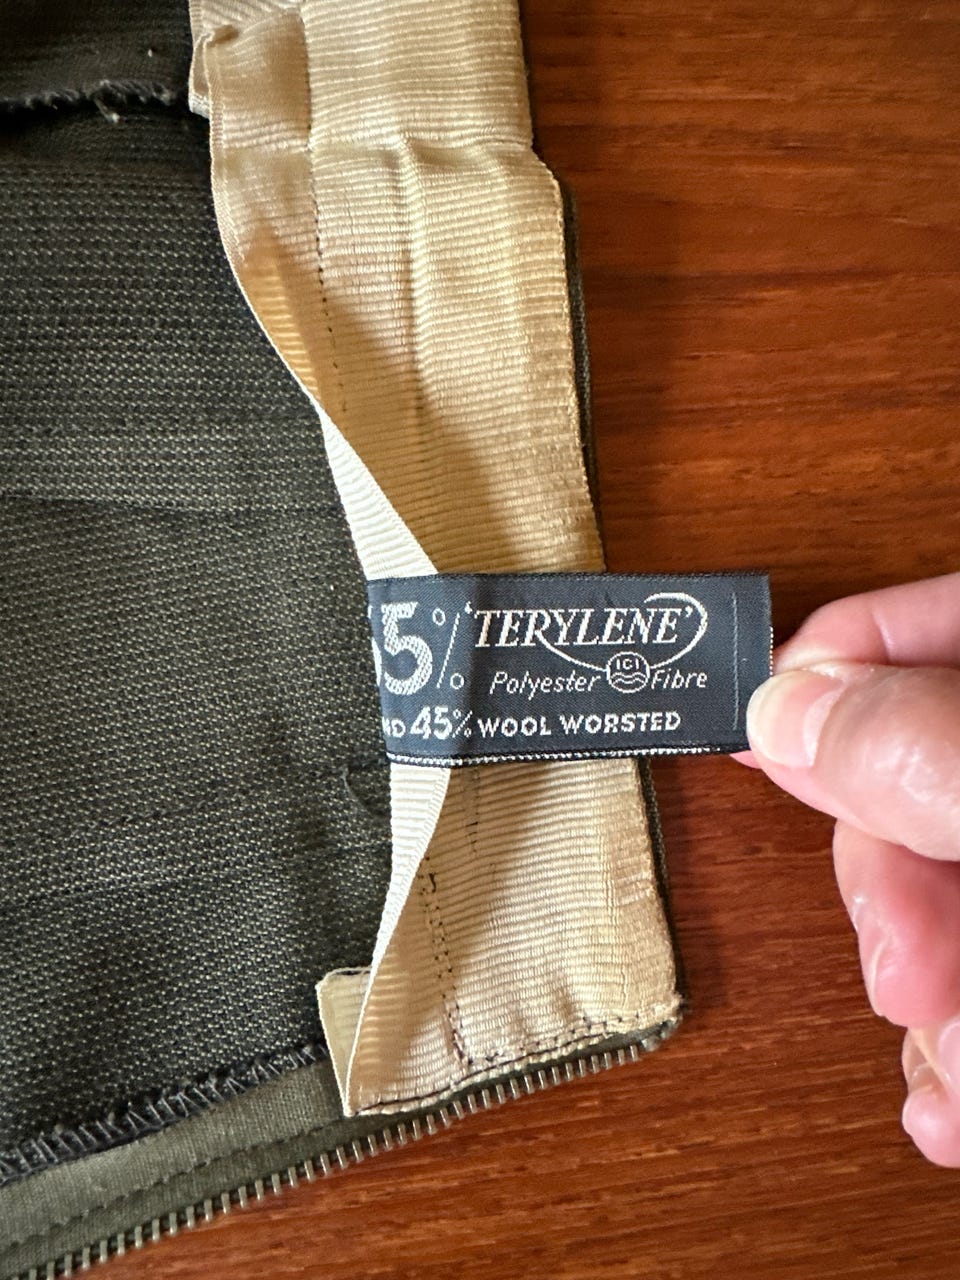 5% 'TERYLENE'
ICI
Polyester Fibre
45% WOOL WORSTED